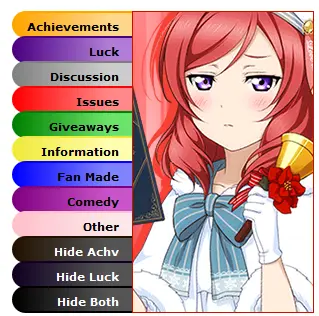 Achievements
Luck
Discussion
Issues
Giveaways
Information
Fan Made
Comedy
Other
Hide Achv
Hide Luck
Hide Both